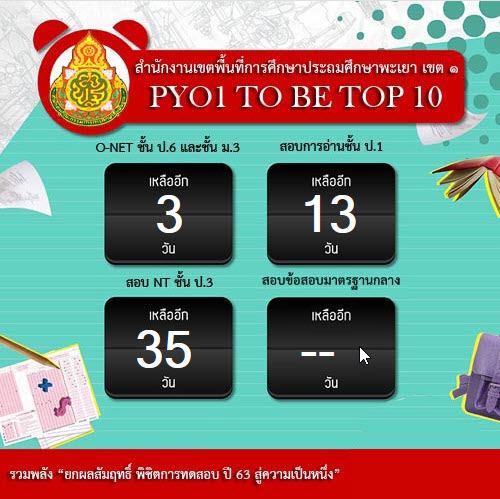 สำนักงานเขตพื้นที่การศึกษาประถมศึกษาพะเยา เขต ๑
PYO1 TO BE TOP 10
O-NET ชั้น ป.6 และชั้น ม.3
เหลืออีก
3
วัน
สอบการอ่านชั้น ป.1
เหลืออีก
13
วัน
สอบ NT ชั้น ป.3
เหลืออีก
35
วัน
สอบข้อสอบมาตรฐานกลาง
เหลืออีก
--
วัน
รวมพลัง “ยกผลสัมฤทธิ์ พิชิตการทดสอบ ปี 63 สู่ความเป็นหนึ่ง”